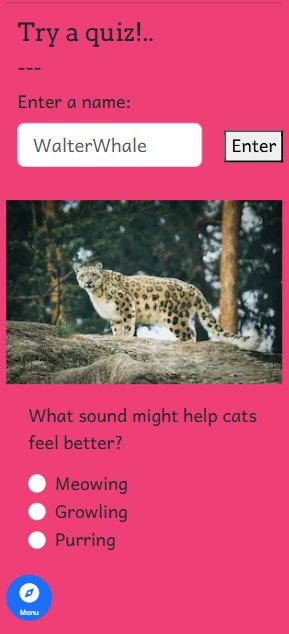 Try a quiz!..
---
Enter a name:
WalterWhale
Enter
What sound might help cats
feel better?
Meowing
Growling
Purring
Menu